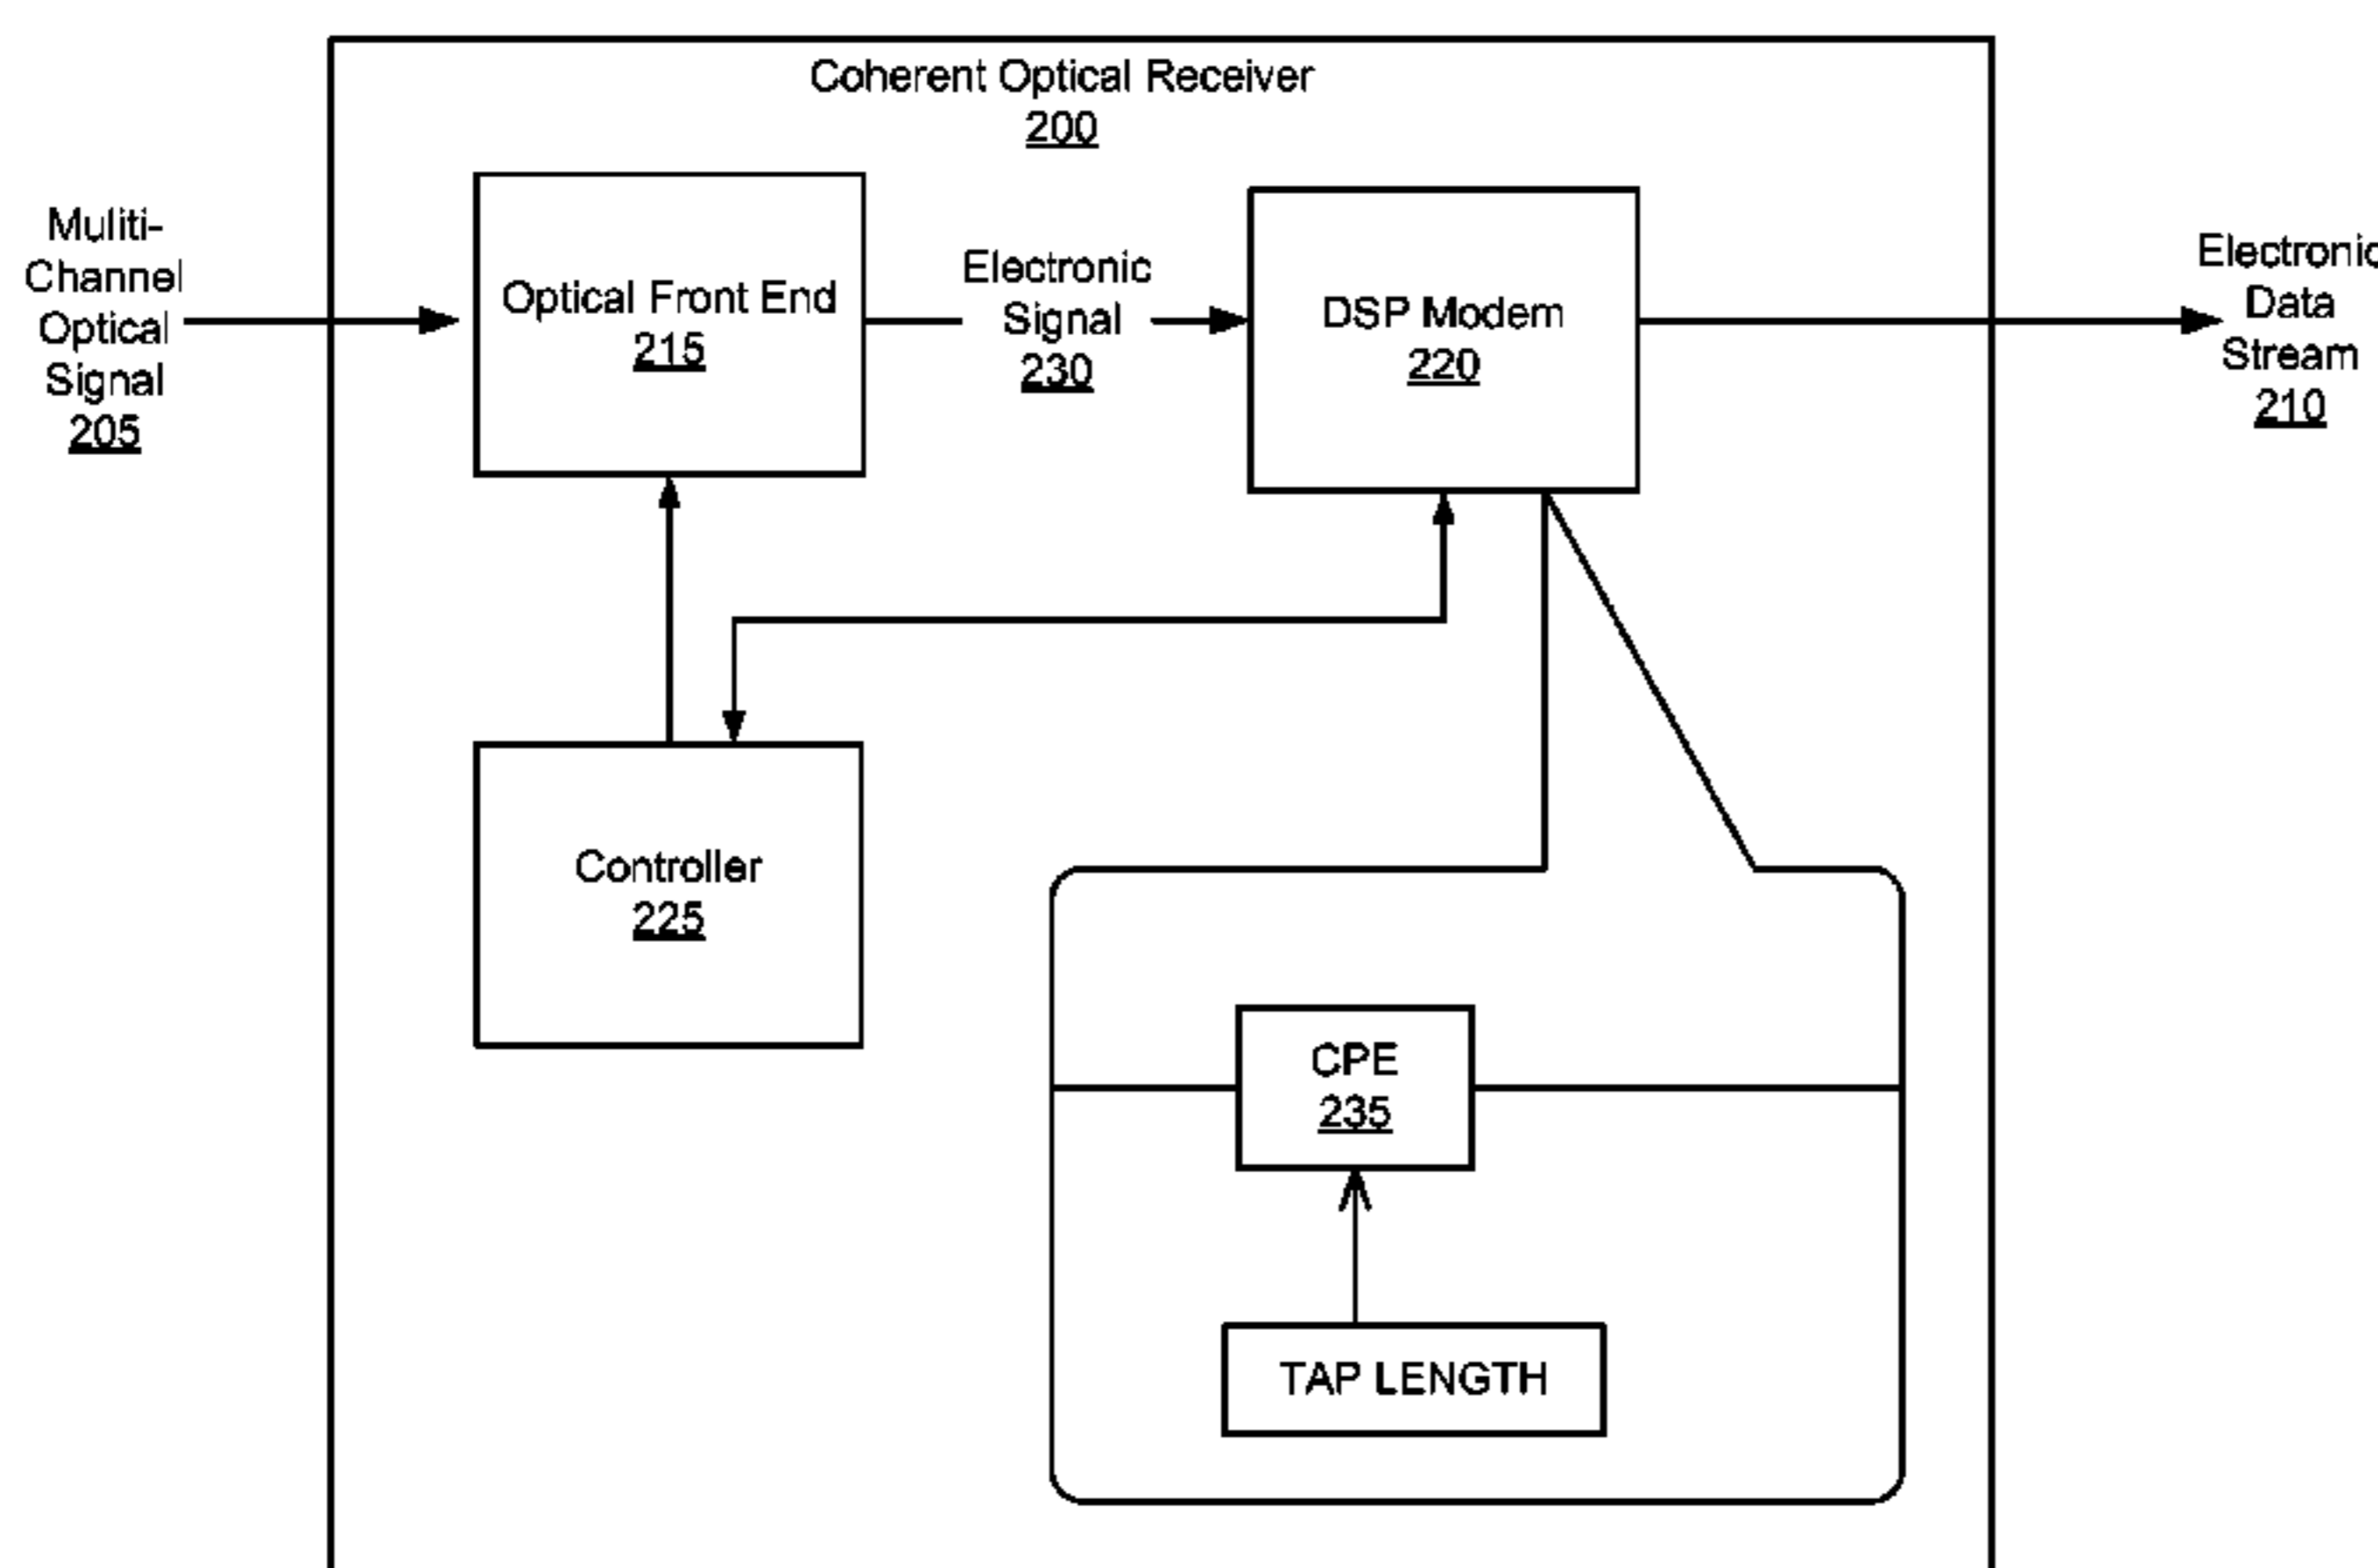 Coherent Optical Receiver
200
Muliti-
Channel
Optical
Signal
205
Optical Front End
215
Electronic
Signal
230
DSP Modem
220
Electronic
Data
Stream
210
Controller
225
CPE
235
TAP LENGTH